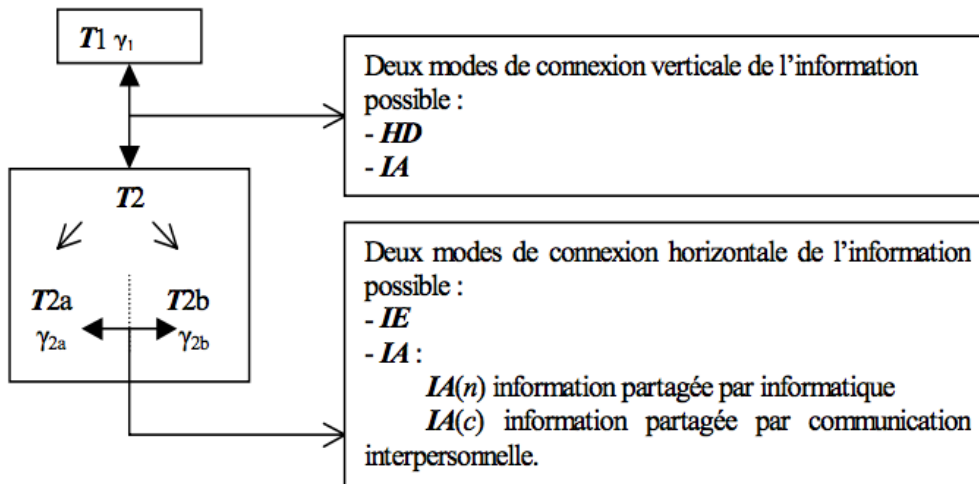 T1 γ1
Deux modes de connexion verticale de l'information
possible :
- HD
- IA
T2
T2a T2b
γ2a γ2b
Deux modes de connexion horizontale de l'information
possible :
- IE
- IA :
IA(n) information partagée par informatique
IA(c) information partagée par communication
interpersonnelle.